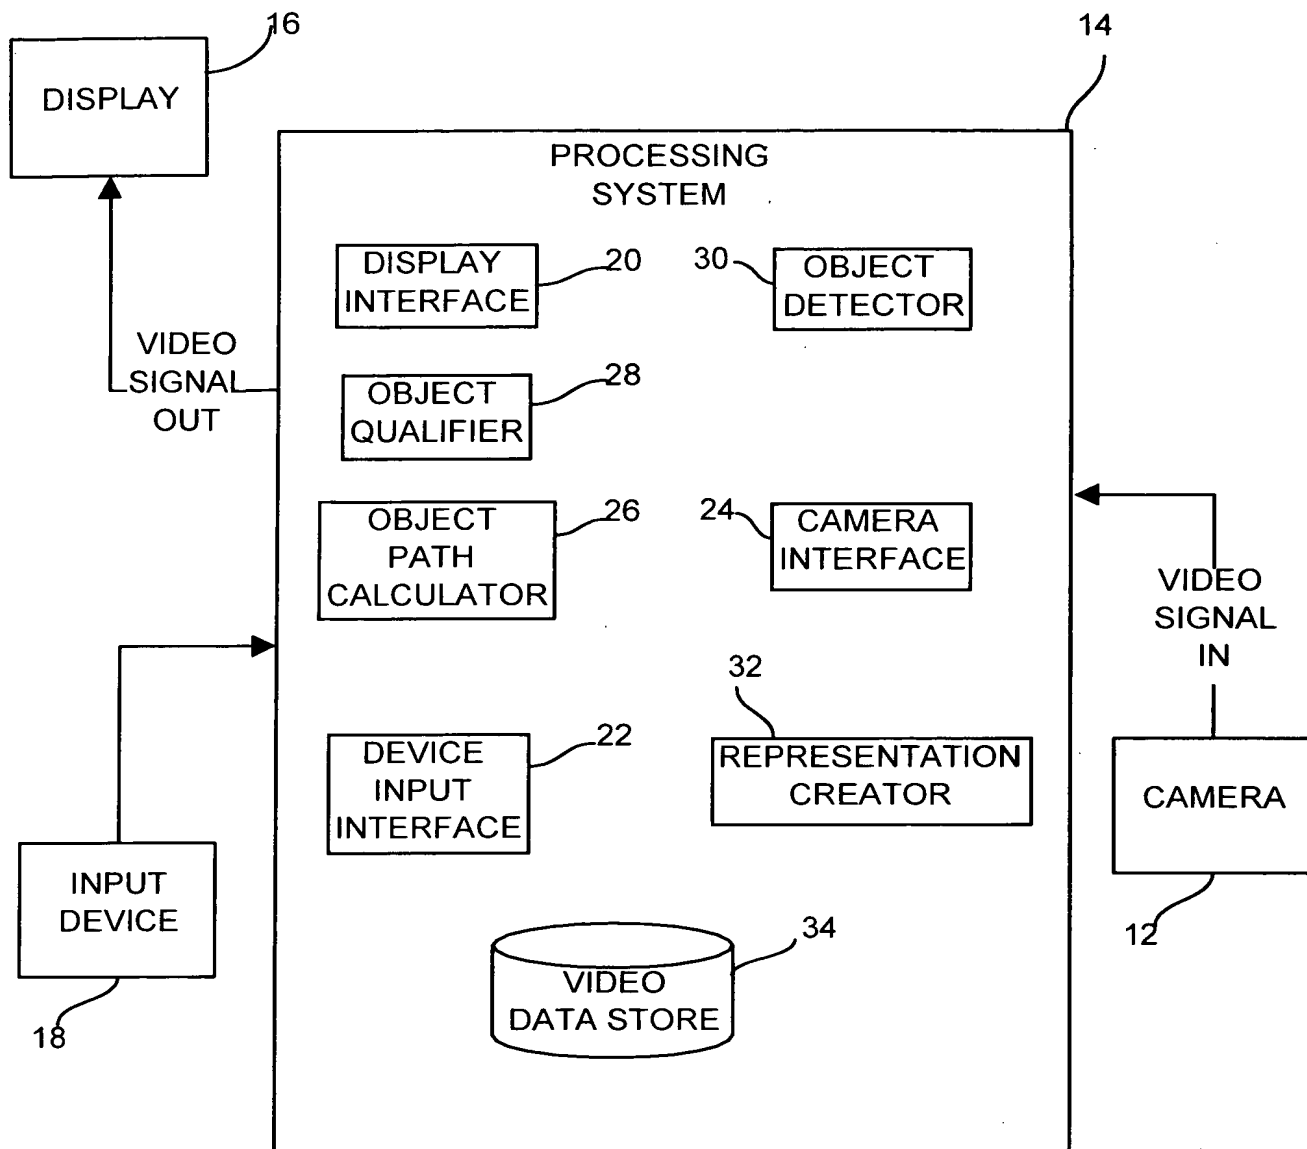 16
14
DISPLAY
PROCESSING
SYSTEM
DISPLAY
INTERFACE
20
30
OBJECT
DETECTOR
VIDEO
SIGNAL
OUT
OBJECT
QUALIFIER
28
OBJECT
PATH
CALCULATOR
26
24
CAMERA
INTERFACE
VIDEO
SIGNAL
IN
32
DEVICE
INPUT
INTERFACE
22
REPRESENTATION
CREATOR
CAMERA
INPUT
DEVICE
12
34
VIDEO
DATA STORE
18